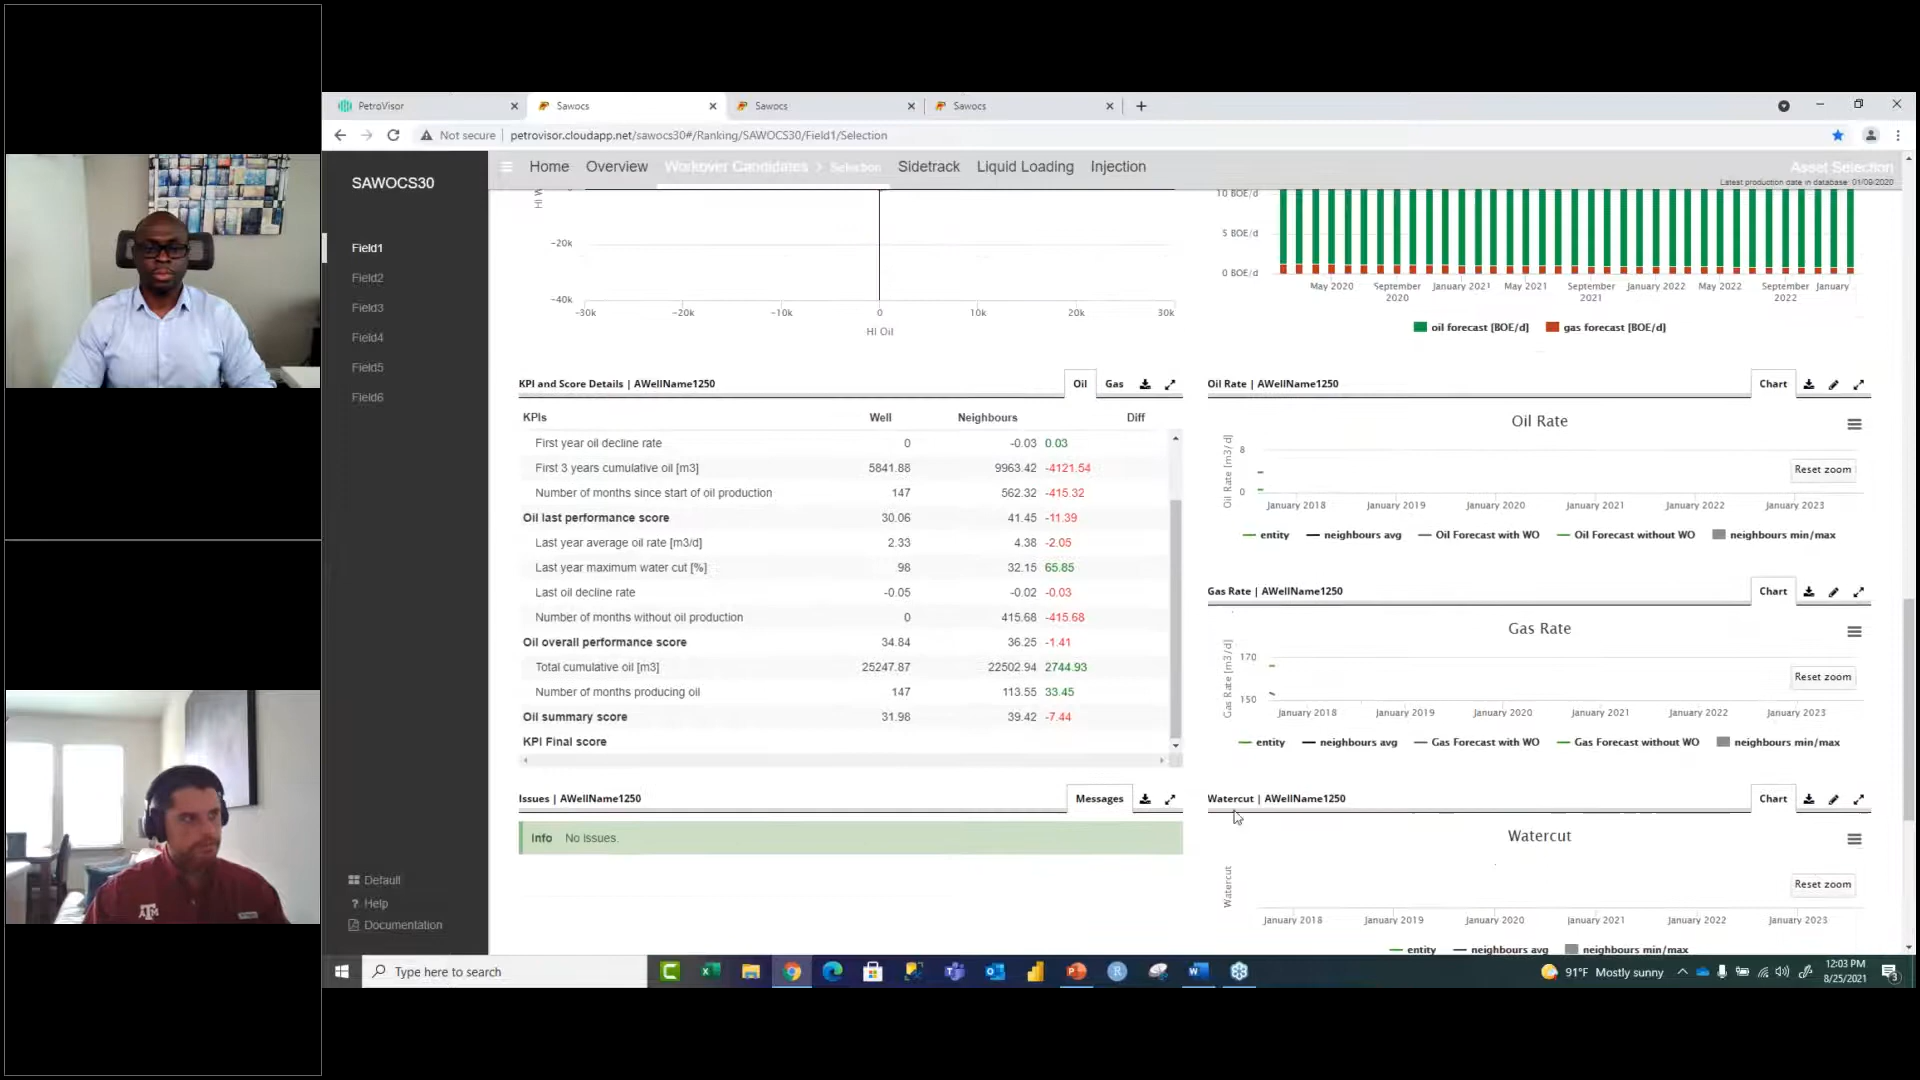 PetroVisor
Sawocs
Sawocs
Sawocs
Not secure
petrovisor.cloudapp.net/sawocs30#/Ranking/SAWOCS30/Field1/Selection
SAWOCS30
Home
Overview
Workover Candidates > Selection
Sidetrack
Liquid Loading
Injection
Asset Selection
Latest production date in database: 01/09/2020
Field1
Field2
Field3
Field4
Field5
Field6
−20k
−40k
−30k −20k −10k 0 10k 20k 30k
HI Oil
10 BOE/d
5 BOE/d
0 BOE/d
May 2020 September 2020 January 2021 May 2021 September 2021 January 2022 May 2022 September 2022 January
oil forecast [BOE/d] gas forecast [BOE/d]
KPI and Score Details | AWellName1250
Oil Gas
KPIs Well Neighbours Diff
First year oil decline rate 0 -0.03 0.03
First 3 years cumulative oil [m3] 5841.88 9963.42 -4121.54
Number of months since start of oil production 147 562.32 -415.32
Oil last performance score 30.06 41.45 -11.39
Last year average oil rate [m3/d] 2.33 4.38 -2.05
Last year maximum water cut [%] 98 32.15 65.85
Last oil decline rate -0.05 -0.02 -0.03
Number of months without oil production 0 415.68 -415.68
Oil overall performance score 34.84 36.25 -1.41
Total cumulative oil [m3] 25247.87 22502.94 2744.93
Number of months producing oil 147 113.55 33.45
Oil summary score 31.98 39.42 -7.44
KPI Final score
Issues | AWellName1250
Messages
Info No issues.
Oil Rate | AWellName1250
Chart
Oil Rate
Oil Rate [m3/d]
8
0
Reset zoom
January 2018 January 2019 January 2020 January 2021 January 2022 January 2023
entity neighbours avg Oil Forecast with WO Oil Forecast without WO neighbours min/max
Gas Rate | AWellName1250
Chart
Gas Rate
Gas Rate [m3/d]
170
150
Reset zoom
January 2018 January 2019 January 2020 January 2021 January 2022 January 2023
entity neighbours avg Gas Forecast with WO Gas Forecast without WO neighbours min/max
Watercut | AWellName1250
Chart
Watercut
Watercut
Reset zoom
January 2018 January 2019 January 2020 January 2021 January 2022 January 2023
entity neighbours avg neighbours min/max
Default
? Help
Documentation
Type here to search
91°F Mostly sunny
12:03 PM
8/25/2021
3
ATM